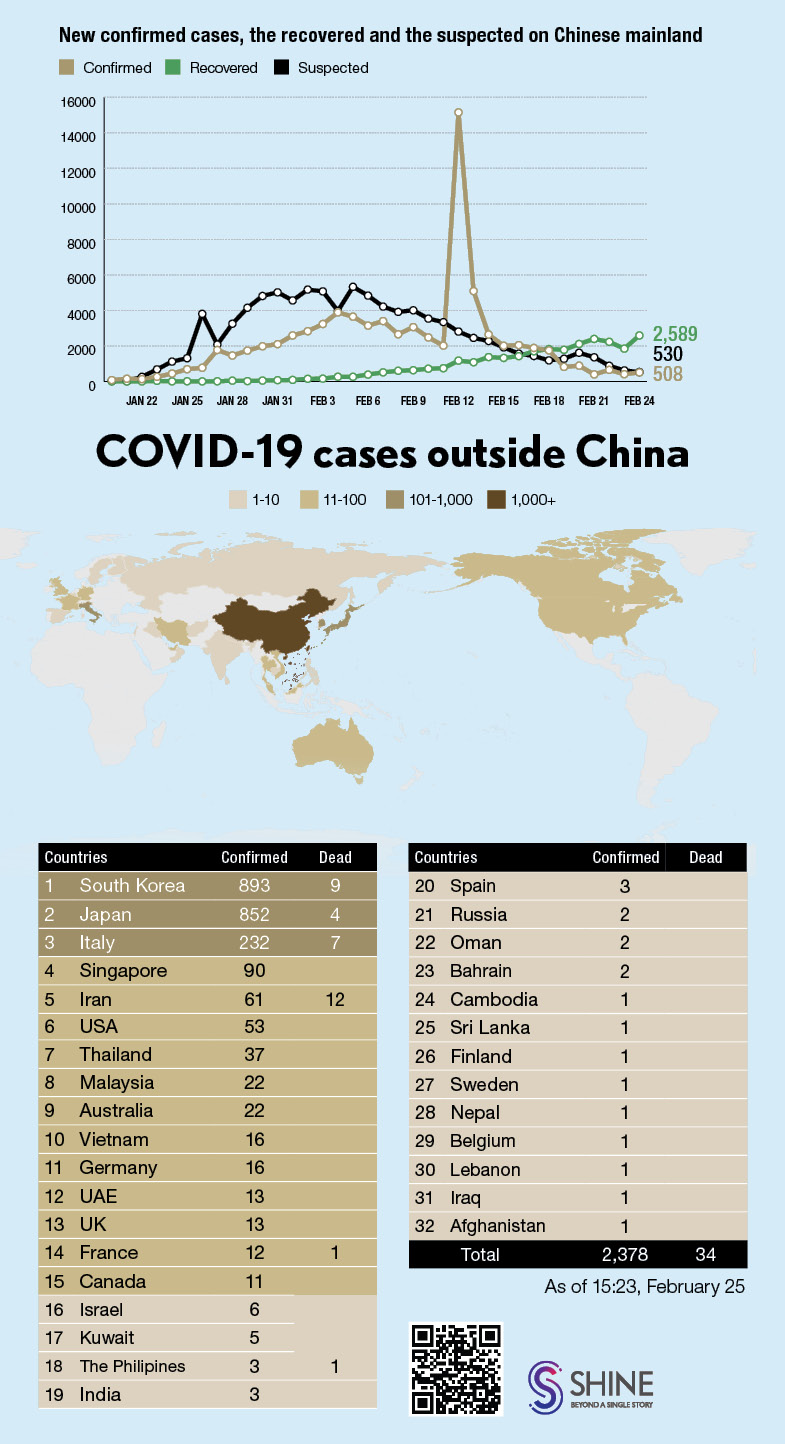 New confirmed cases, the recovered and the suspected on Chinese mainland
Confirmed Recovered Suspected
16000
14000
12000
10000
8000
6000
4000
2000
0
2,589
530
508
JAN 22 JAN 25 JAN 28 JAN 31 FEB 3 FEB 6 FEB 9 FEB 12 FEB 15 FEB 18 FEB 21 FEB 24
COVID-19 cases outside China
1-10 11-100 101-1,000 1,000+
Countries Confirmed Dead
1 South Korea 893 9
2 Japan 852 4
3 Italy 232 7
4 Singapore 90
5 Iran 61 12
6 USA 53
7 Thailand 37
8 Malaysia 22
9 Australia 22
10 Vietnam 16
11 Germany 16
12 UAE 13
13 UK 13
14 France 12 1
15 Canada 11
16 Israel 6
17 Kuwait 5
18 The Philipines 3 1
19 India 3
Countries Confirmed Dead
20 Spain 3
21 Russia 2
22 Oman 2
23 Bahrain 2
24 Cambodia 1
25 Sri Lanka 1
26 Finland 1
27 Sweden 1
28 Nepal 1
29 Belgium 1
30 Lebanon 1
31 Iraq 1
32 Afghanistan 1
Total 2,378 34
As of 15:23, February 25
SHINE
BEYOND A SINGLE STORY